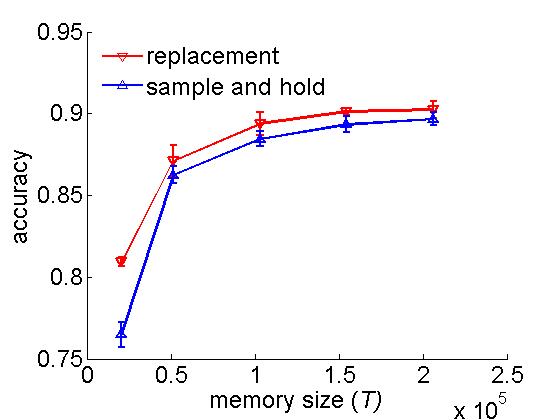 0.95
replacement
sample and hold
0.9
0.85
0.8
0.75
accuracy
0 0.5 1 1.5 2 2.5
memory size (T)
x 10^5